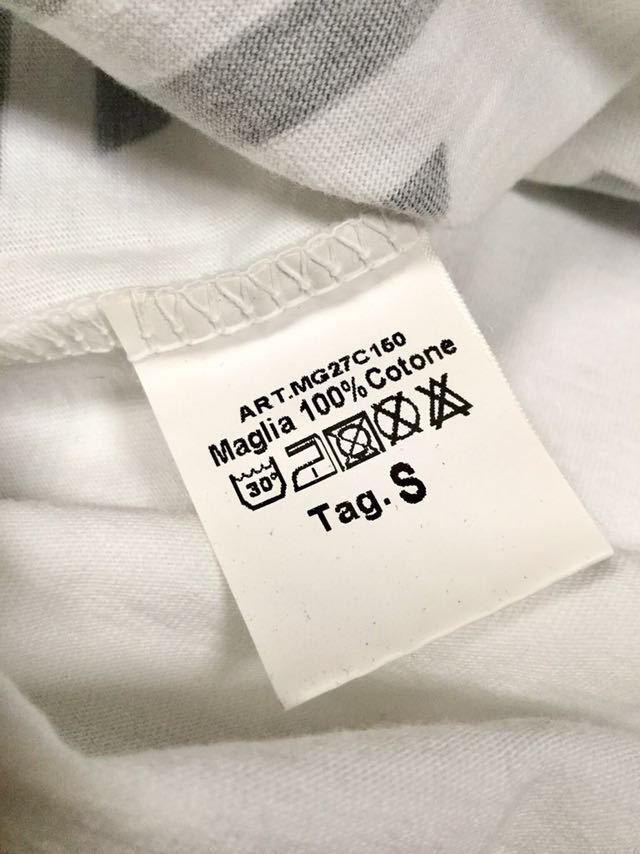 ART.MG27C160
Maglia 100% Cotone
30°
Tag. S